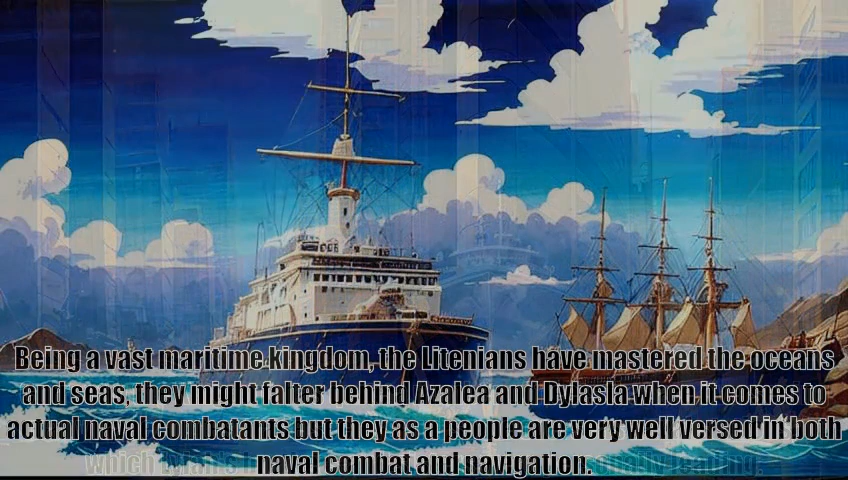 Being a vast maritime kingdom, the Litenians have mastered the oceans
and seas, they might falter behind Azalea and Dylasla when it comes to
actual naval combatants but they as a people are very well versed in both
naval combat and navigation.